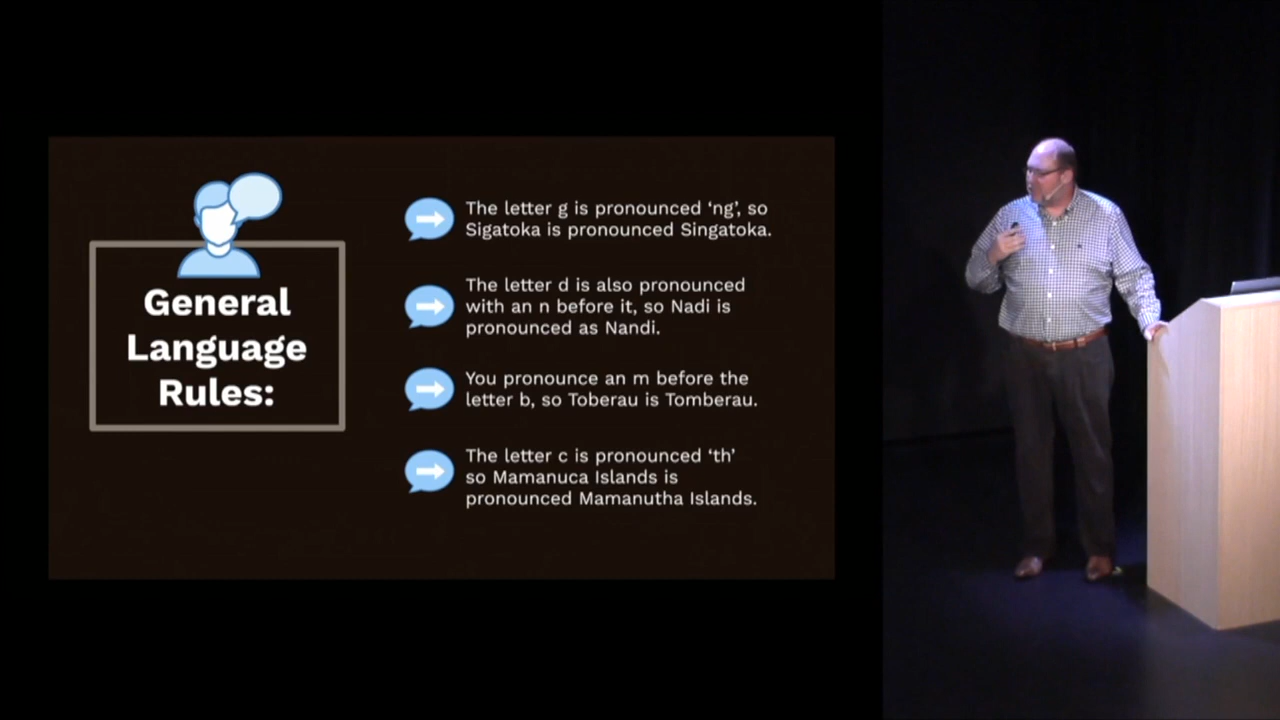 General
Language
Rules:
The letter g is pronounced ‘ng’, so
Sigatoka is pronounced Singatoka.
The letter d is also pronounced
with an n before it, so Nadi is
pronounced as Nandi.
You pronounce an m before the
letter b, so Toberau is Tomberau.
The letter c is pronounced ‘th’
so Mamanuca Islands is
pronounced Mamanutha Islands.